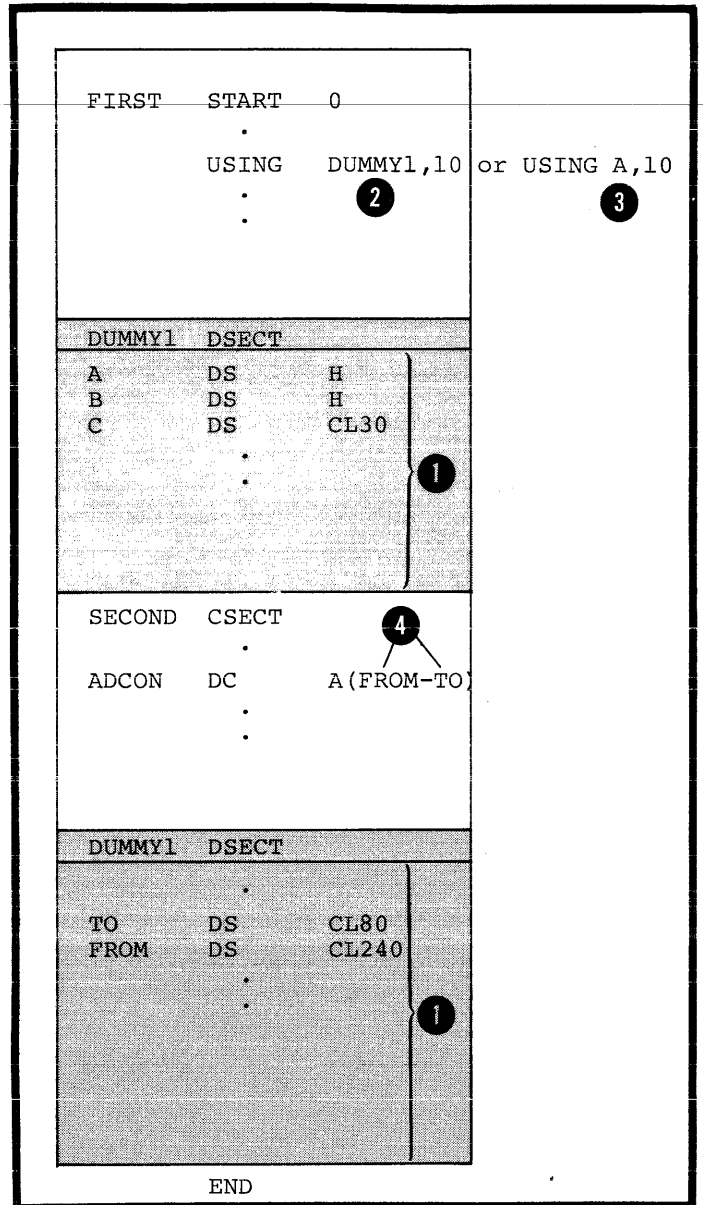 FIRST START 0
.
USING DUMMY1,10 or USING A,10
. 2 3
.
DUMMY1 DSECT
A DS H
B DS H
C DS CL30
.
. 1
SECOND CSECT 4
.
ADCON DC A(FROM-TO)
.
.
DUMMY1 DSECT
.
TO DS CL80
FROM DS CL240
.
. 1
END